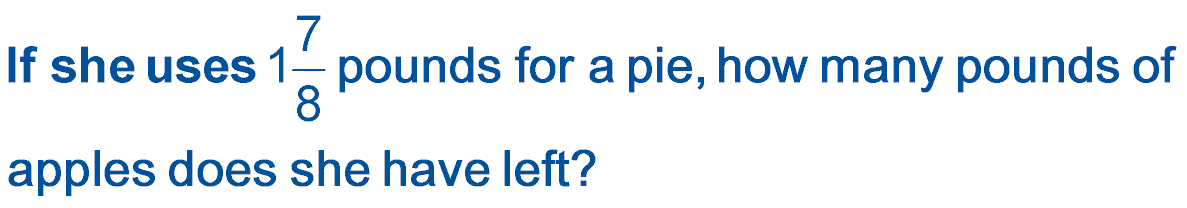 If she uses 1 7/8 pounds for a pie, how many pounds of
apples does she have left?